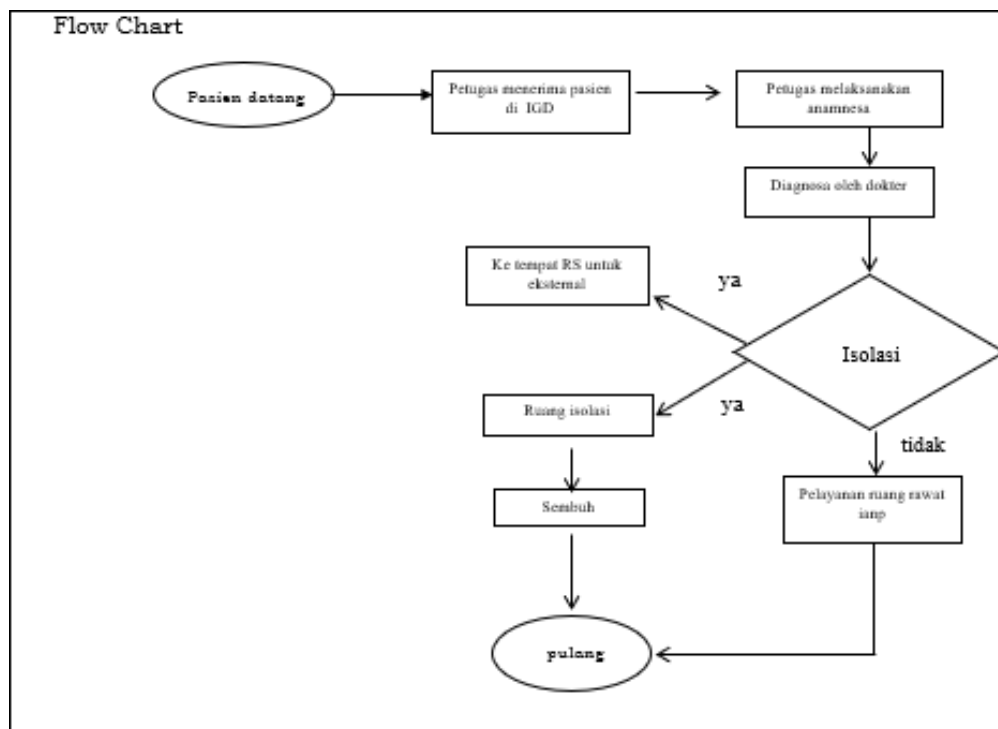 Flow Chart
Pasien datang
Petugas menerima pasien
di IGD
Petugas melaksanakan
anamnesa
Diagnosa oleh dokter
Ke tempat RS untuk
eksternal
ya
Isolasi
ya
Ruang isolasi
tidak
Sembuh
Pelayanan ruang rawat
ianp
pulang